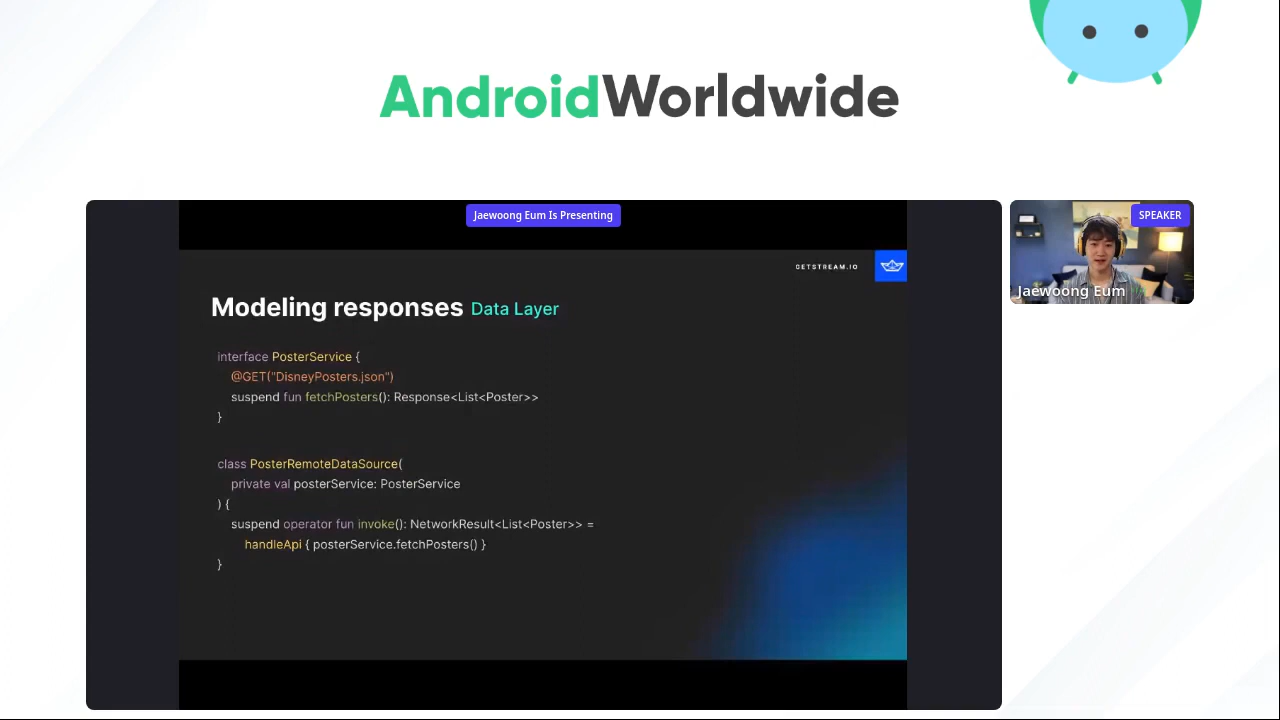 AndroidWorldwide
Jaewoong Eum Is Presenting
SPEAKER
Jaewoong Eum
GETSTREAM.IO
Modeling responses Data Layer
interface PosterService {
@GET("DisneyPosters.json")
suspend fun fetchPosters(): Response<List<Poster>>
}
class PosterRemoteDataSource(
private val posterService: PosterService
) {
suspend operator fun invoke(): NetworkResult<List<Poster>> =
handleApi { posterService.fetchPosters() }
}